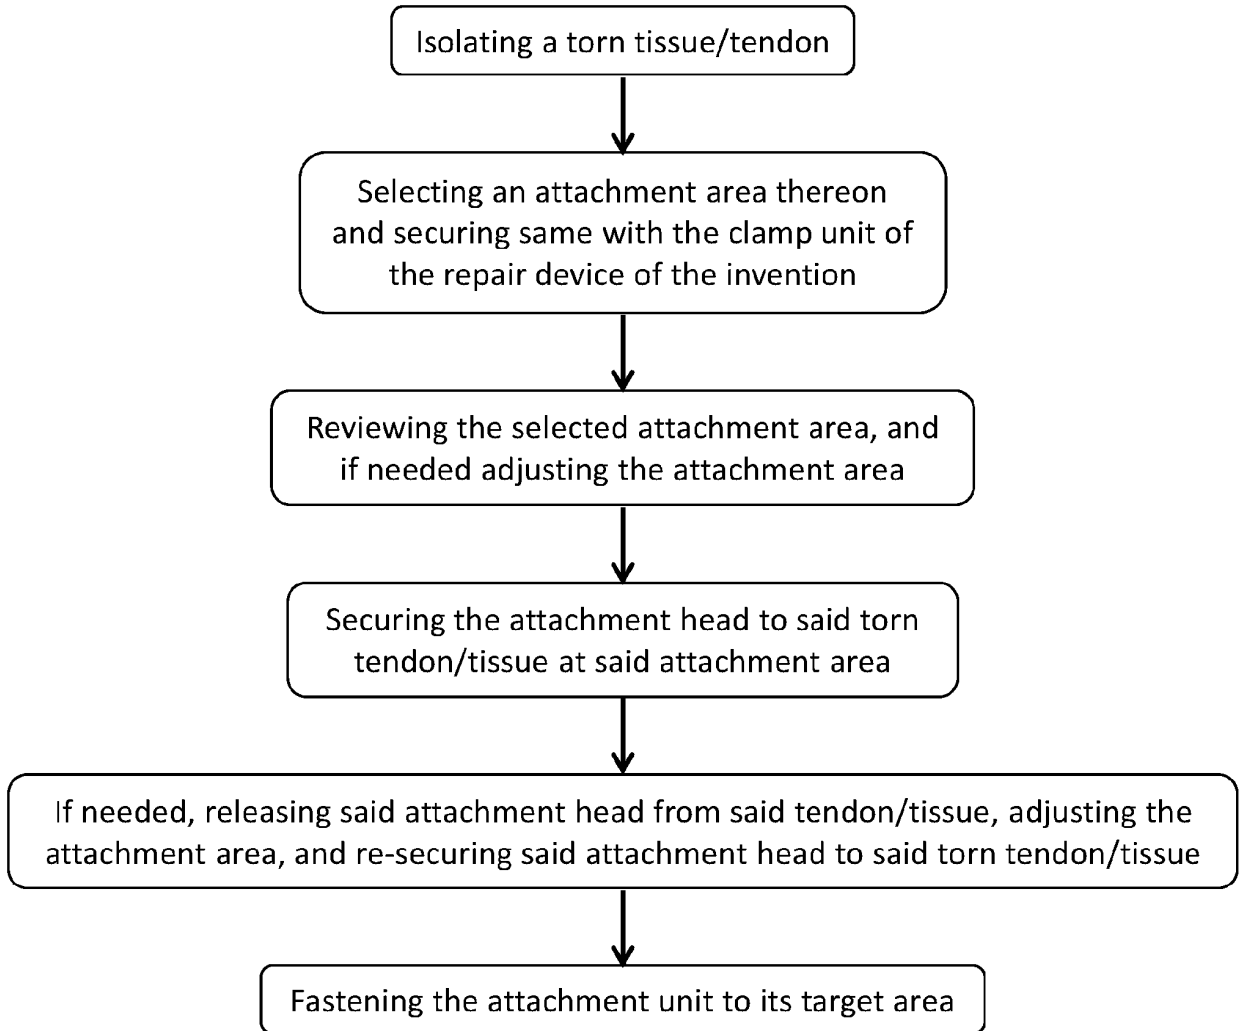 Isolating a torn tissue/tendon
Selecting an attachment area thereon
and securing same with the clamp unit of
the repair device of the invention
Reviewing the selected attachment area, and
if needed adjusting the attachment area
Securing the attachment head to said torn
tendon/tissue at said attachment area
If needed, releasing said attachment head from said tendon/tissue, adjusting the
attachment area, and re-securing said attachment head to said torn tendon/tissue
Fastening the attachment unit to its target area